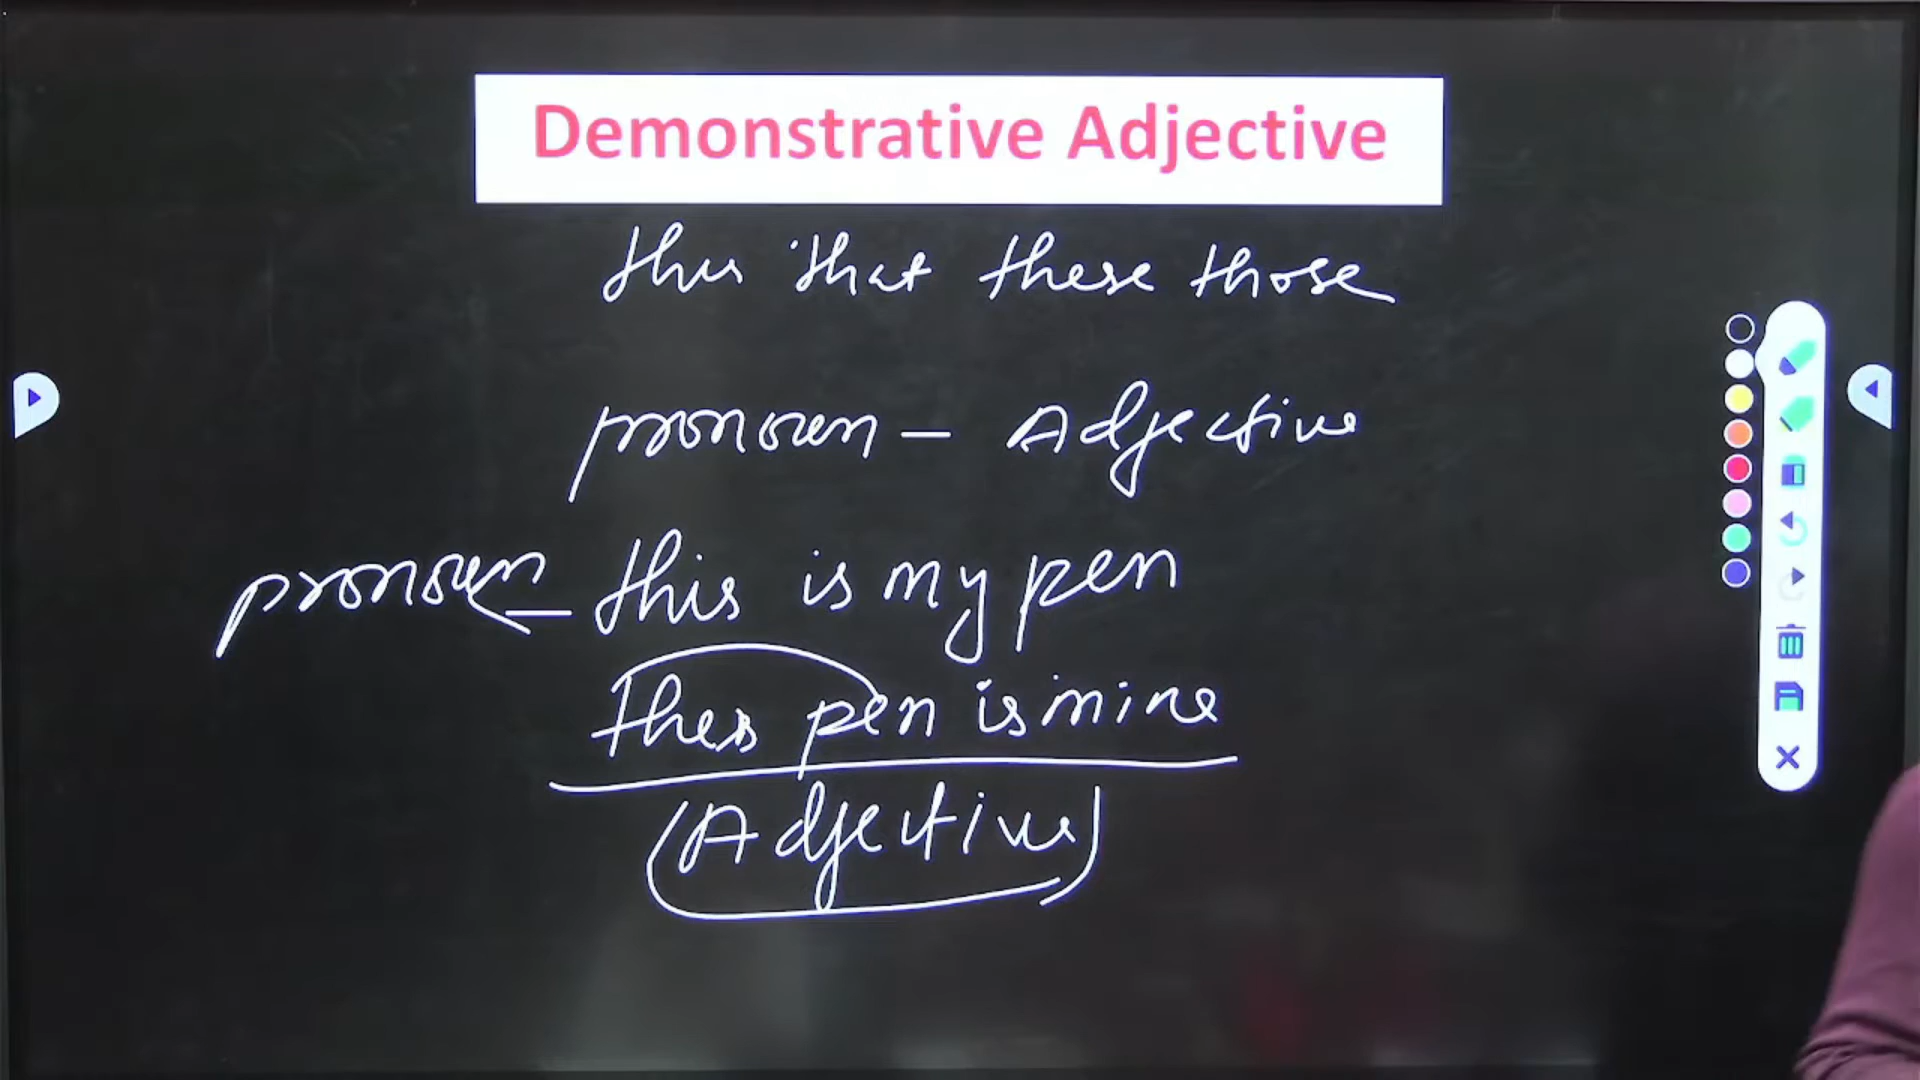 Demonstrative Adjective
this that these those
pronoun - Adjective
pronoun - this is my pen
this pen is mine
(Adjective)